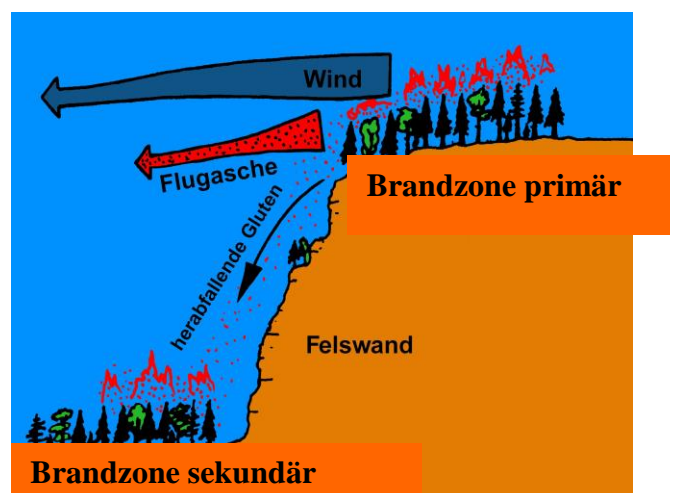 Wind
Flugasche
Brandzone primär
herabfallende Gluten
Felswand
Brandzone sekundär